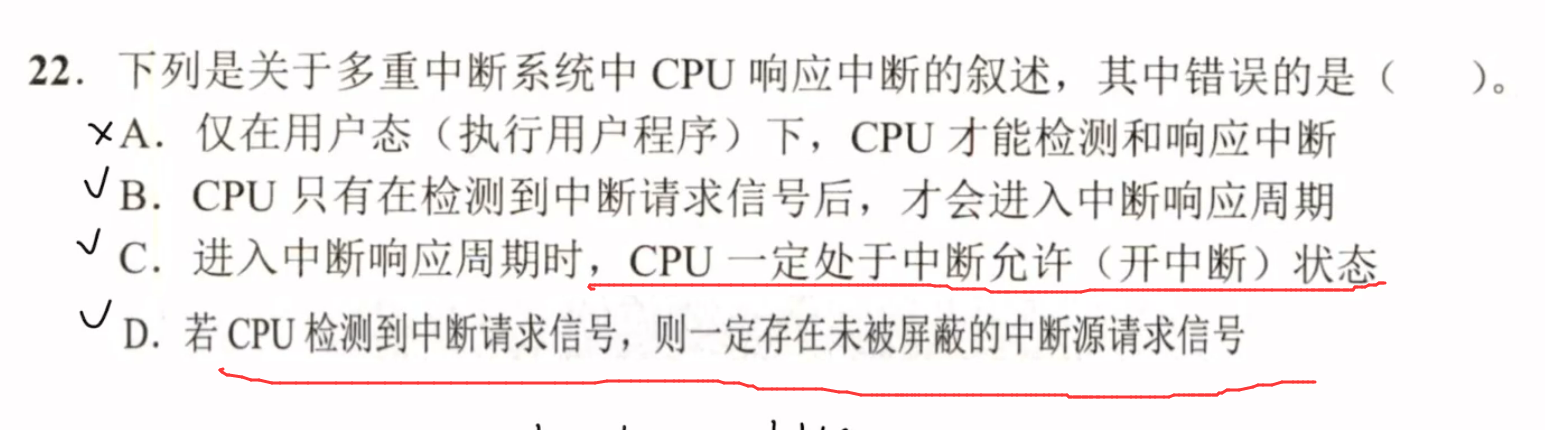 22. 下列是关于多重中断系统中 CPU 响应中断的叙述，其中错误的是（　　）。
×A. 仅在用户态（执行用户程序）下，CPU 才能检测和响应中断
√B. CPU 只有在检测到中断请求信号后，才会进入中断响应周期
√C. 进入中断响应周期时，CPU 一定处于中断允许（开中断）状态
√D. 若 CPU 检测到中断请求信号，则一定存在未被屏蔽的中断源请求信号